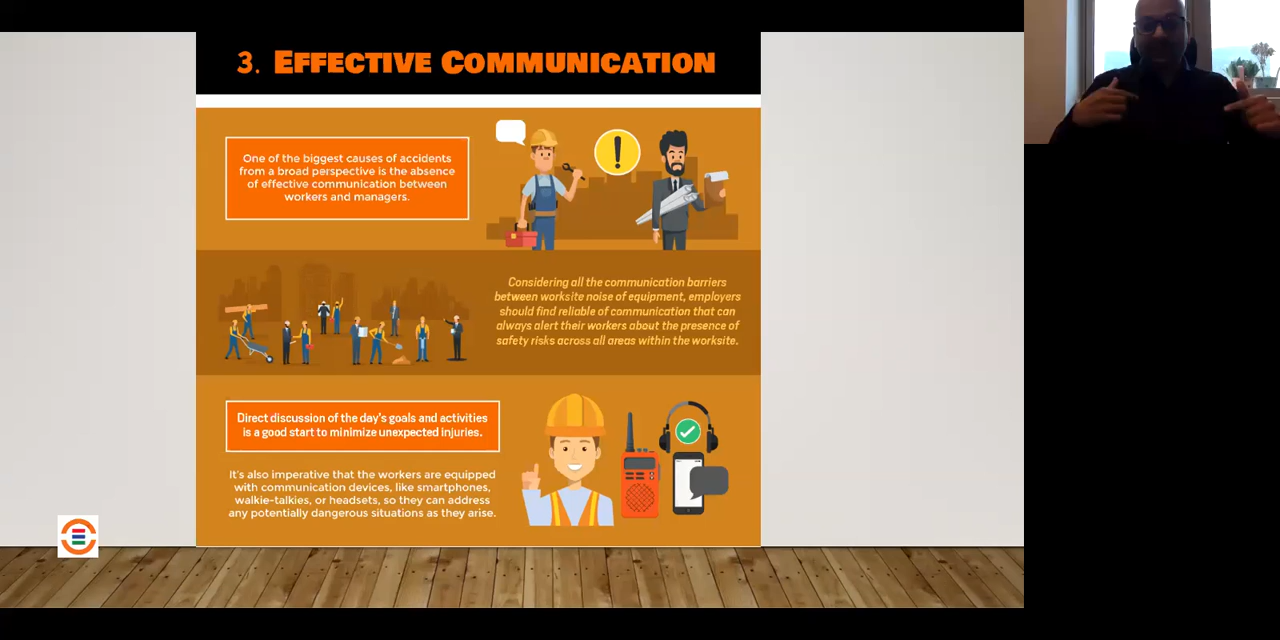 3. EFFECTIVE COMMUNICATION
One of the biggest causes of accidents
from a broad perspective is the absence
of effective communication between
workers and managers.
Considering all the communication barriers
between worksite noise of equipment, employers
should find reliable of communication that can
always alert their workers about the presence of
safety risks across all areas within the worksite.
Direct discussion of the day's goals and activities
is a good start to minimize unexpected injuries.
It's also imperative that the workers are equipped
with communication devices, like smartphones,
walkie-talkies, or headsets, so they can address
any potentially dangerous situations as they arise.